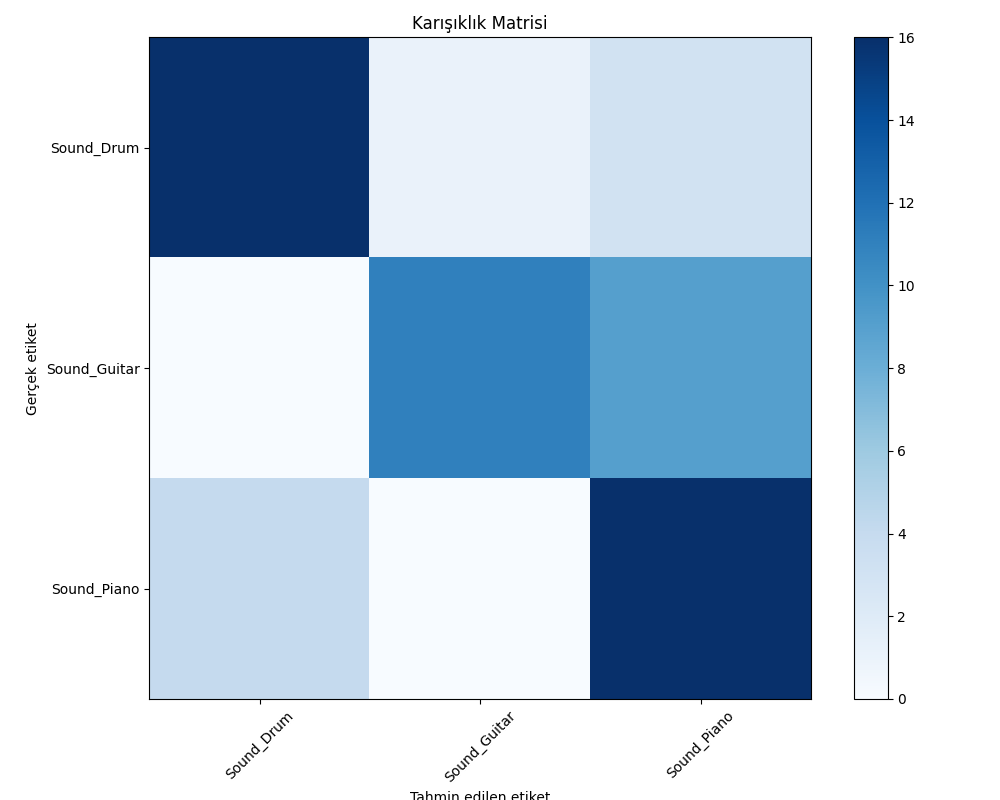 Karışıklık Matrisi
Gerçek etiket
Sound_Drum
Sound_Guitar
Sound_Piano
Sound_Drum
Sound_Guitar
Sound_Piano
Tahmin edilen etiket
16
14
12
10
8
6
4
2
0